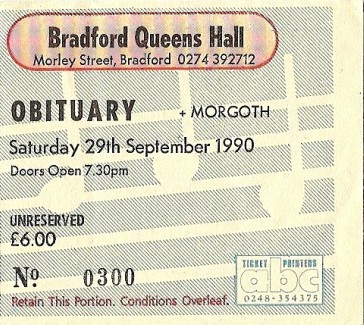 Bradford Queens Hall
Morley Street, Bradford 0274 392712
OBITUARY + MORGOTH
Saturday 29th September 1990
Doors Open 7.30pm
UNRESERVED
£6.00
Nº 0300
Retain This Portion. Conditions Overleaf.
TICKET PRINTERS
abc
0248-354375